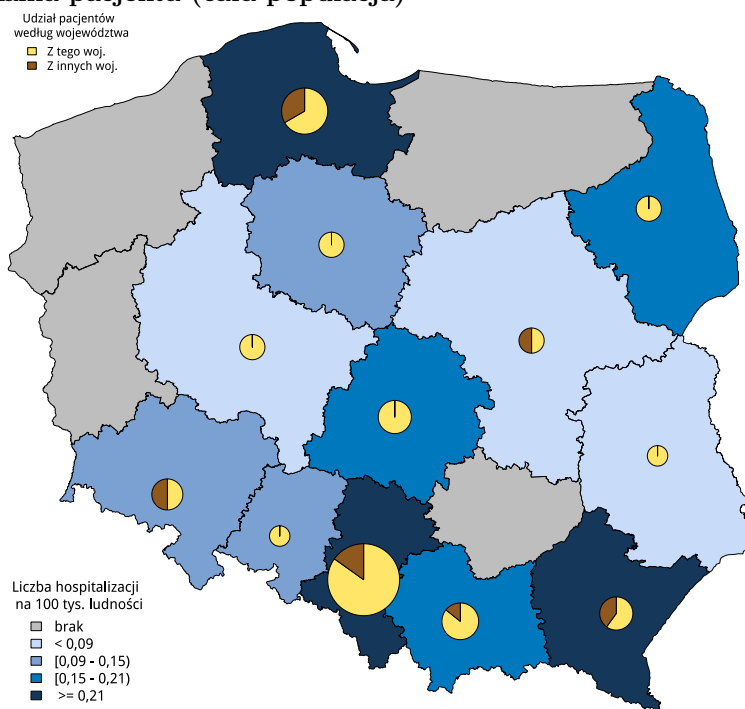 Udział pacjentów
według województwa
Z tego woj.
Z innych woj.
Liczba hospitalizacji
na 100 tys. ludności
brak
< 0,09
[0,09 - 0,15)
[0,15 - 0,21)
>= 0,21